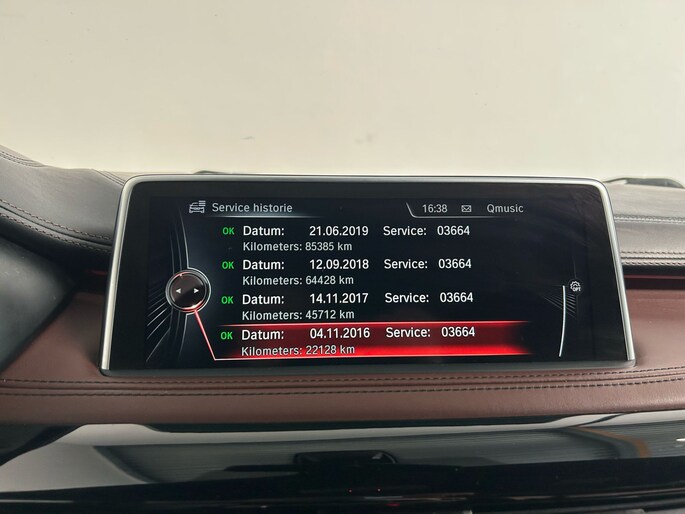 Service historie
16:38 Qmusic
OK Datum: 21.06.2019 Service: 03664
Kilometers: 85385 km
OK Datum: 12.09.2018 Service: 03664
Kilometers: 64428 km
OK Datum: 14.11.2017 Service: 03664
Kilometers: 45712 km
OK Datum: 04.11.2016 Service: 03664
Kilometers: 22128 km